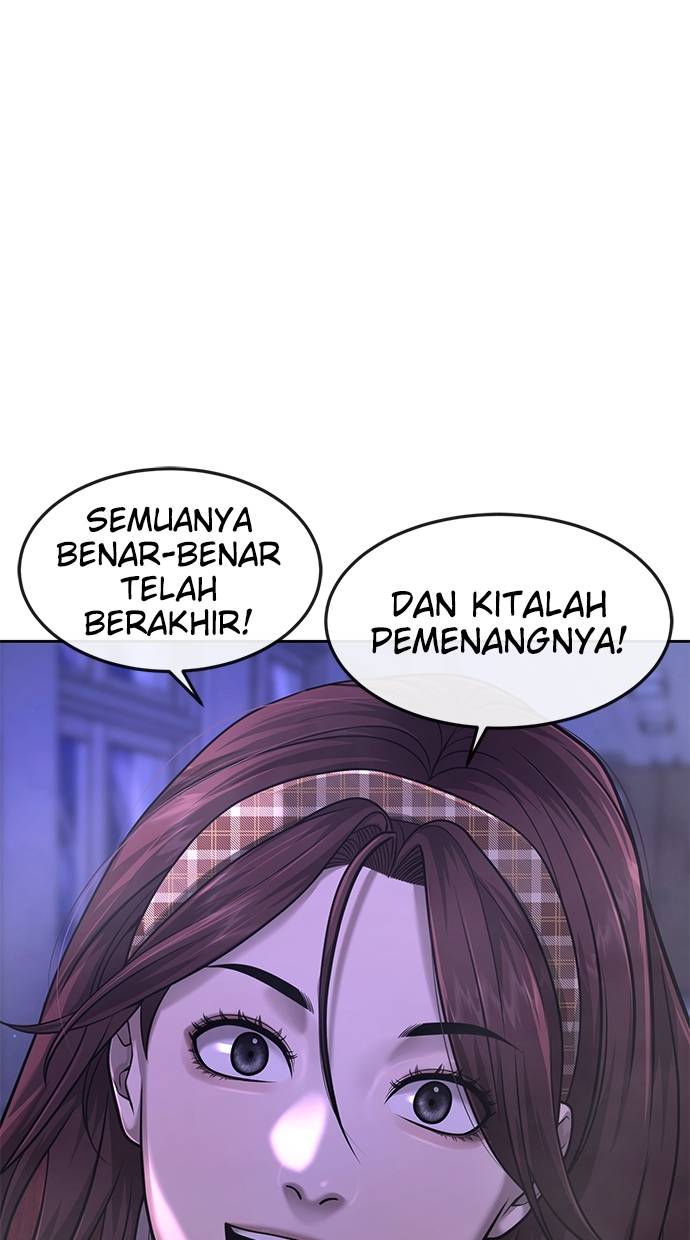 SEMUANYA
BENAR-BENAR
TELAH
BERAKHIR!
DAN KITALAH
PEMENANGNYA!